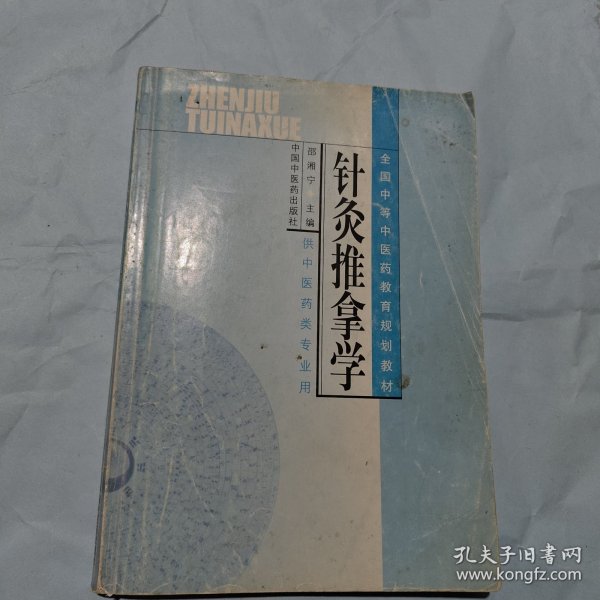 ZHENJIU
TUINAXUE
全国中等中医药教育规划教材
针灸推拿学
供中医药类专业用
邵湘宁 主编
中国中医药出版社
孔夫子旧书网
www.kongfz.com